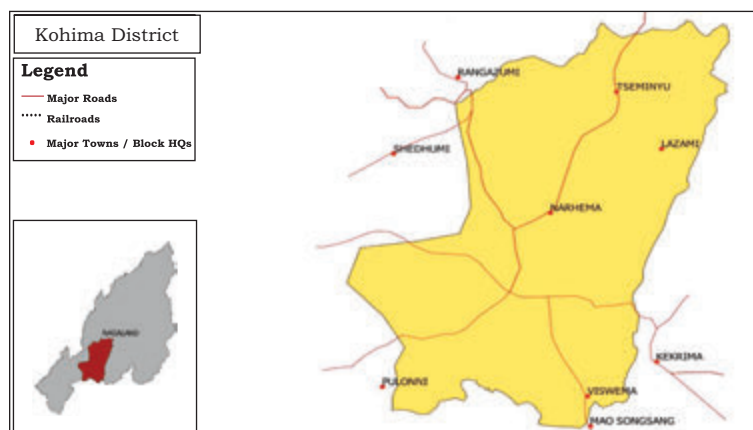 Kohima District
Legend
Major Roads
Railroads
Major Towns / Block HQs
RANGAZUMI
TSEMINYU
SHEDHUMI
LAZAMI
NARHEMA
NAGALAND
KEKRIMA
PULONNI
VISWEMA
MAO SONGSANG